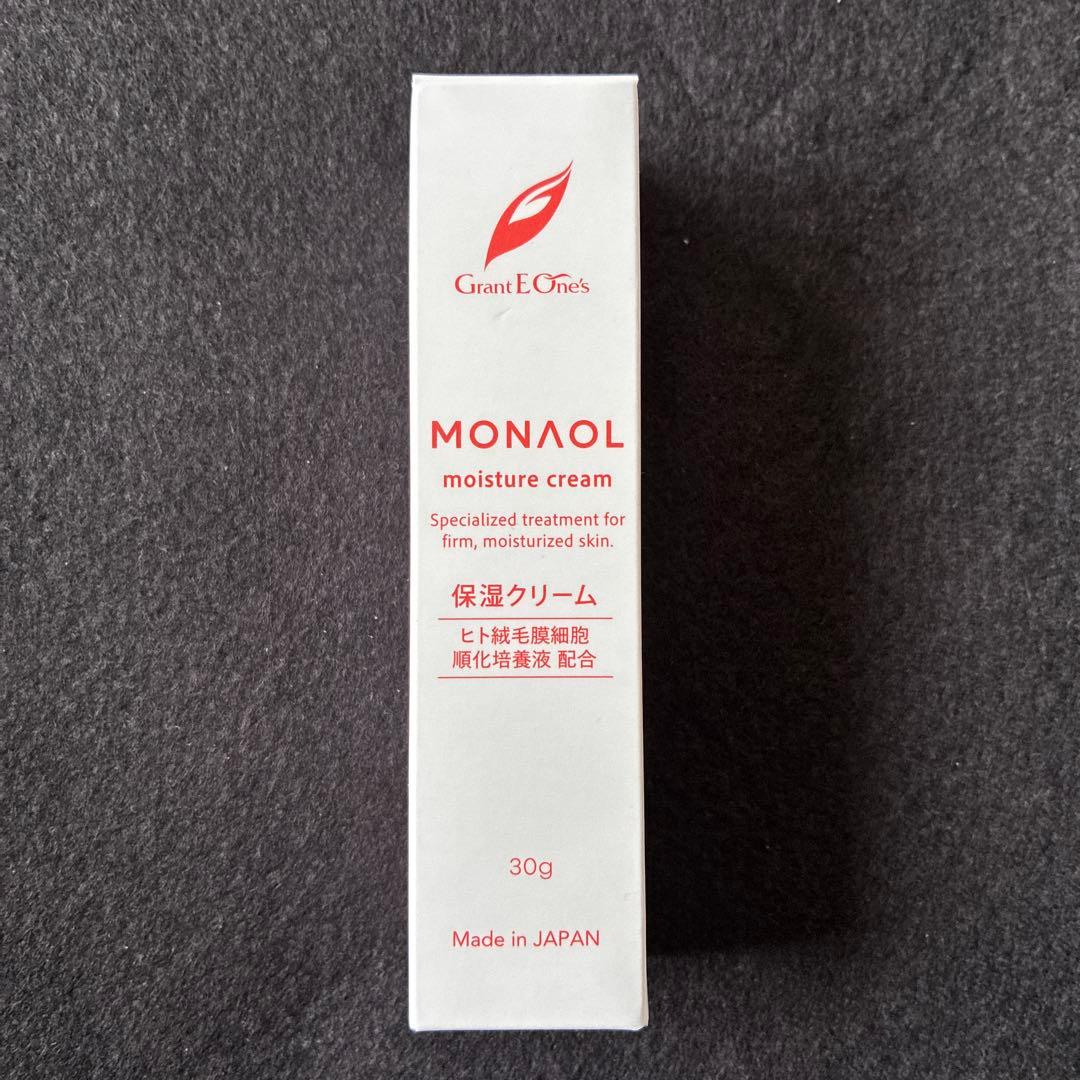 Grant E One's
MONAOL
moisture cream
Specialized treatment for
firm, moisturized skin.
保湿クリーム
ヒト絨毛膜細胞
順化培養液 配合
30g
Made in JAPAN